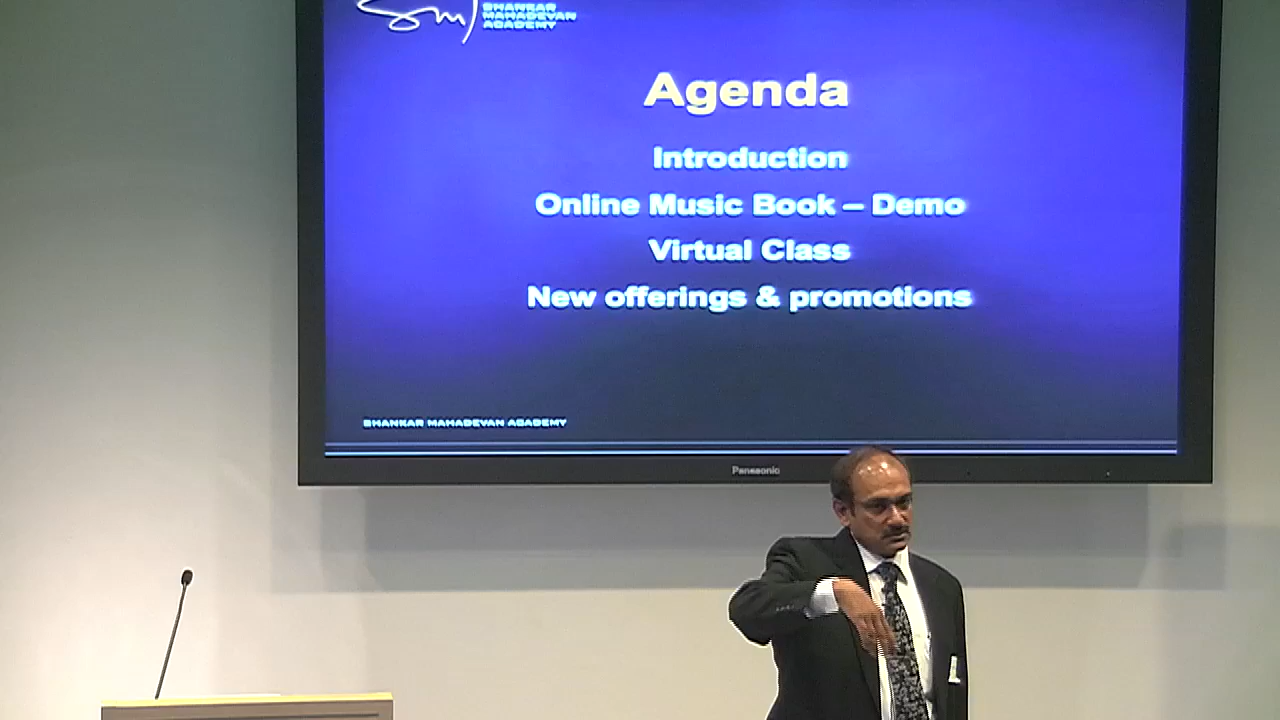 SHANKAR
MAHADEVAN
ACADEMY
Agenda
Introduction
Online Music Book – Demo
Virtual Class
New offerings & promotions
SHANKAR MAHADEVAN ACADEMY
Panasonic